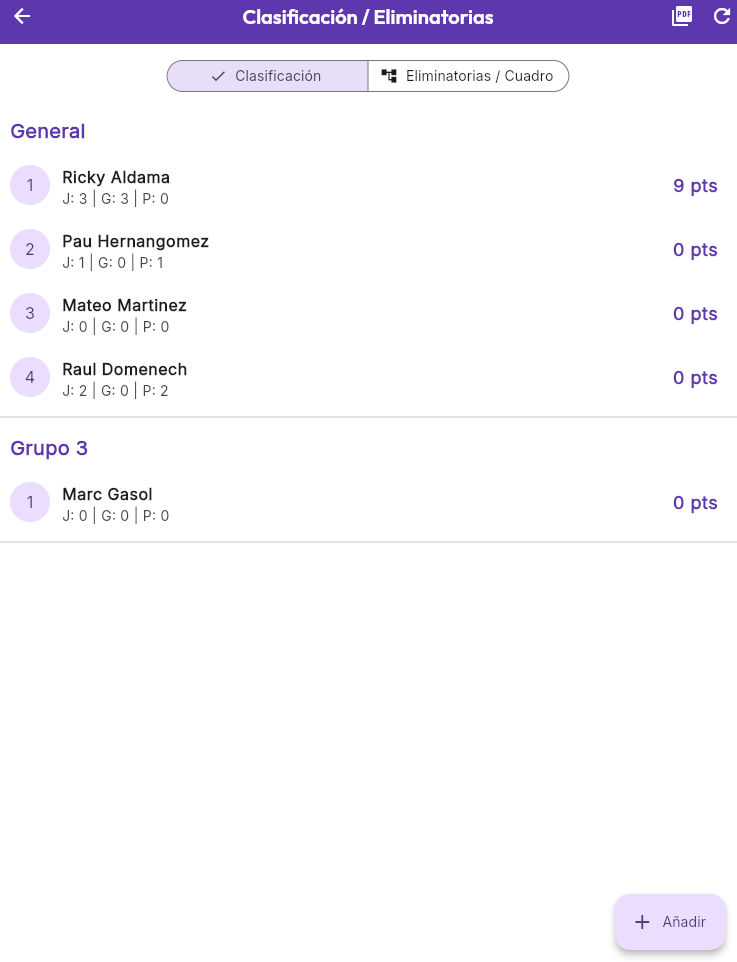 Clasificación / Eliminatorias
PDF
Clasificación
Eliminatorias / Cuadro
General
1
Ricky Aldama
J: 3 | G: 3 | P: 0
9 pts
2
Pau Hernangomez
J: 1 | G: 0 | P: 1
0 pts
3
Mateo Martinez
J: 0 | G: 0 | P: 0
0 pts
4
Raul Domenech
J: 2 | G: 0 | P: 2
0 pts
Grupo 3
1
Marc Gasol
J: 0 | G: 0 | P: 0
0 pts
+ Añadir